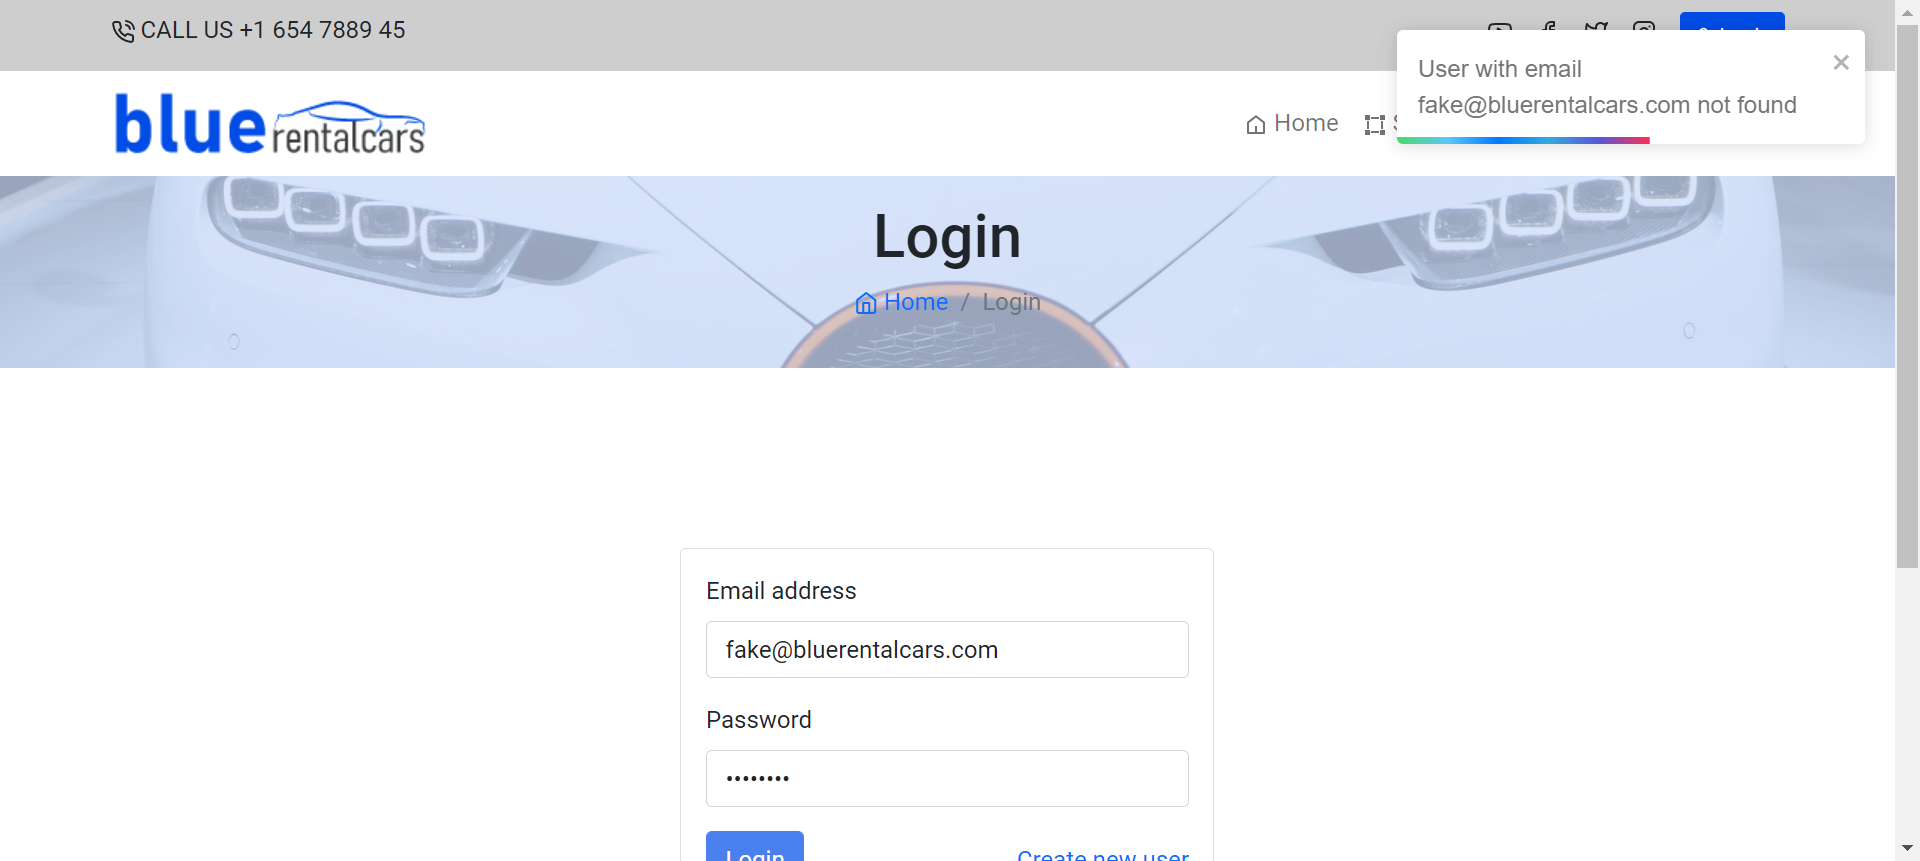 CALL US +1 654 7889 45
User with email
fake@bluerentalcars.com not found
blue rentalcars
Home
Login
Home / Login
Email address
fake@bluerentalcars.com
Password
••••••••
Login
Create new user